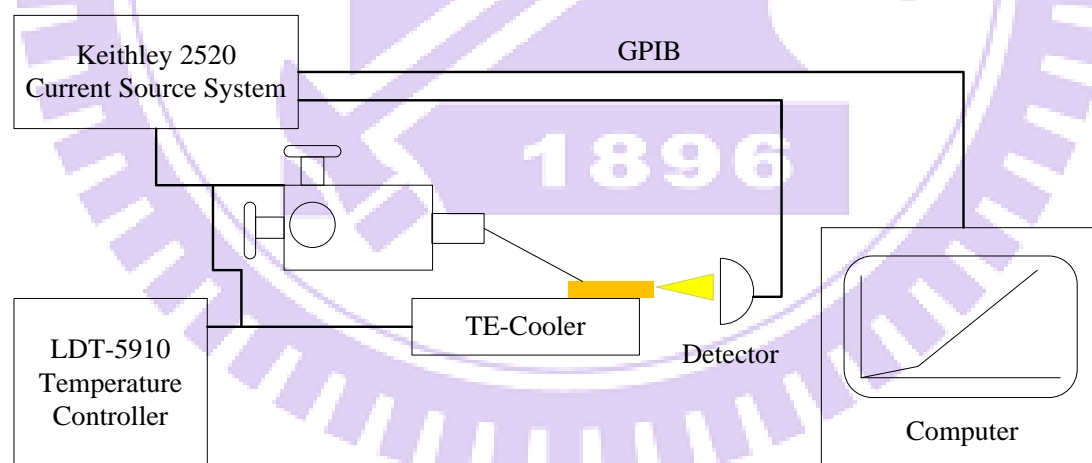 Keithley 2520
Current Source System
GPIB
1896
TE-Cooler
LDT-5910
Temperature
Controller
Detector
Computer